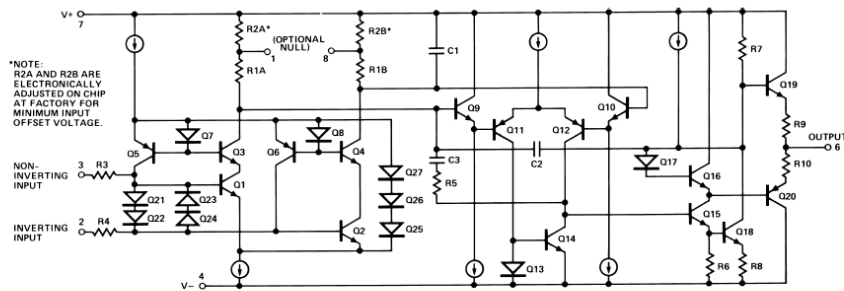 V+
7
R2A*
(OPTIONAL
NULL)
1
8
R2B*
R1A
R1B
C1
*NOTE:
R2A AND R2B ARE
ELECTRONICALLY
ADJUSTED ON CHIP
AT FACTORY FOR
MINIMUM INPUT
OFFSET VOLTAGE.
R7
Q19
Q9
Q10
Q11
Q12
R9
OUTPUT
6
R10
Q7
Q8
Q5
Q3
Q6
Q4
C3
C2
R5
Q17
Q16
Q20
NON-
INVERTING
INPUT
3
R3
Q1
Q27
Q26
Q25
Q21
Q22
Q23
Q24
INVERTING
INPUT
2
R4
Q2
Q14
Q15
Q18
Q13
R6
R8
V−
4